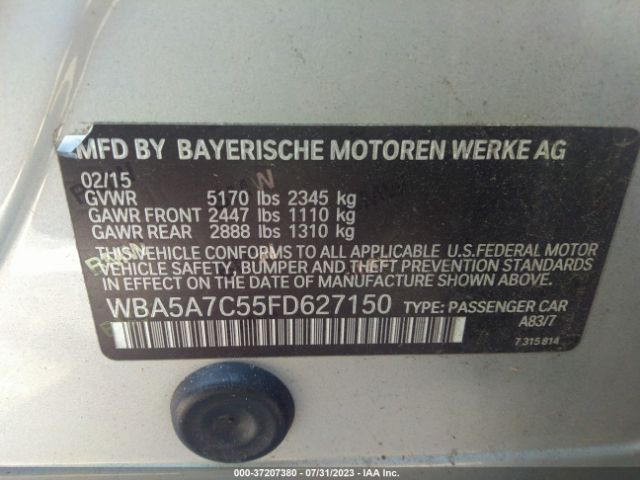 MFD BY BAYERISCHE MOTOREN WERKE AG
02/15
GVWR 5170 lbs 2345 kg
GAWR FRONT 2447 lbs 1110 kg
GAWR REAR 2888 lbs 1310 kg
THIS VEHICLE CONFORMS TO ALL APPLICABLE U.S.FEDERAL MOTOR
VEHICLE SAFETY, BUMPER AND THEFT PREVENTION STANDARDS
IN EFFECT ON THE DATE OF MANUFACTURE SHOWN ABOVE.
WBA5A7C55FD627150 TYPE: PASSENGER CAR
A83/7
7 315 814
000-37207380 - 07/31/2023 - IAA Inc.